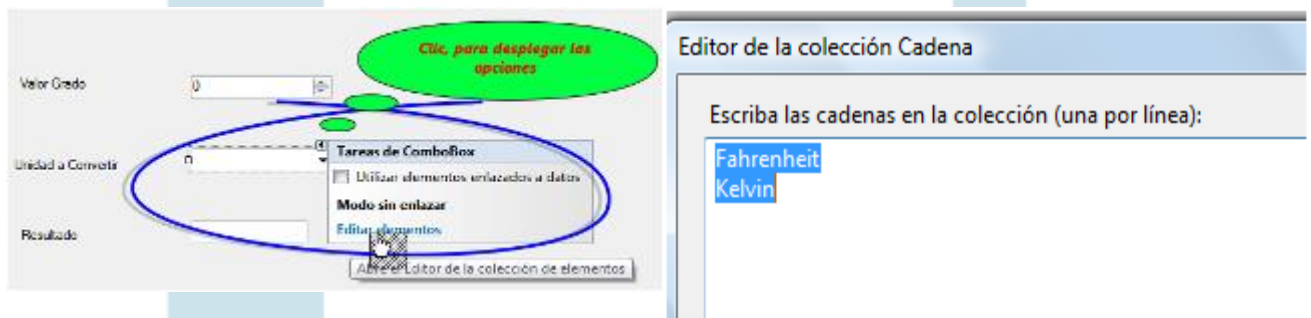 Clic, para desplegar las
opciones
Valor Grado
0
Unidad a Convertir
Tareas de ComboBox
Utilizar elementos enlazados a datos
Modo sin enlazar
Editar elementos
Resultado
Abre el Editor de la colección de elementos
Editor de la colección Cadena
Escriba las cadenas en la colección (una por línea):
Fahrenheit
Kelvin